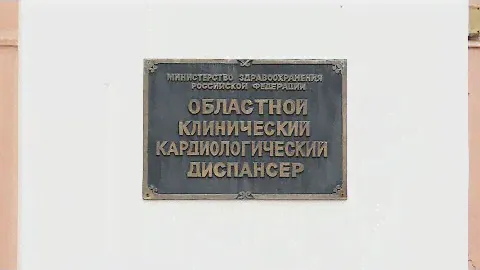 МИНИСТЕРСТВО ЗДРАВООХРАНЕНИЯ
РОССИЙСКОЙ ФЕДЕРАЦИИ
ОБЛАСТНОЙ
КЛИНИЧЕСКИЙ
КАРДИОЛОГИЧЕСКИЙ
ДИСПАНСЕР